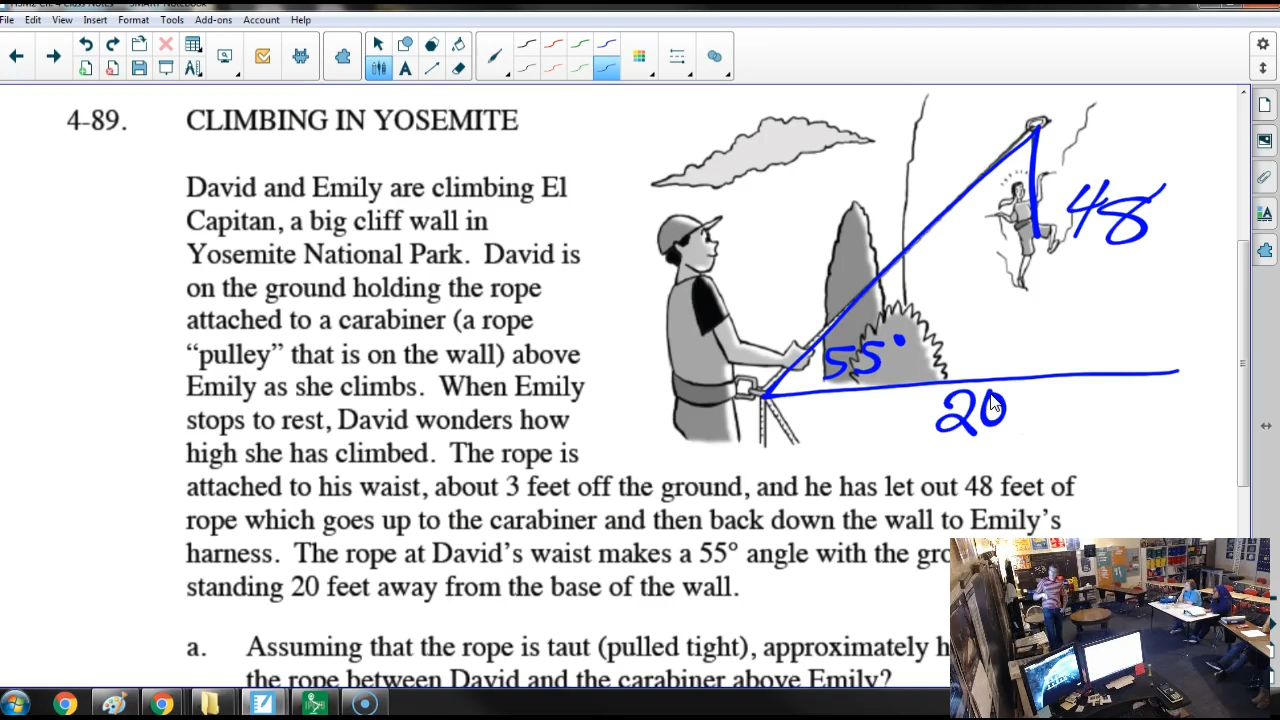 File Edit View Insert Format Tools Add-ons Account Help
4-89. CLIMBING IN YOSEMITE
David and Emily are climbing El
Capitan, a big cliff wall in
Yosemite National Park. David is
on the ground holding the rope
attached to a carabiner (a rope
“pulley” that is on the wall) above
Emily as she climbs. When Emily
stops to rest, David wonders how
high she has climbed. The rope is
attached to his waist, about 3 feet off the ground, and he has let out 48 feet of
rope which goes up to the carabiner and then back down the wall to Emily’s
harness. The rope at David’s waist makes a 55° angle with the gro
standing 20 feet away from the base of the wall.
a. Assuming that the rope is taut (pulled tight), approximately h
the rope between David and the carabiner above Emily?
48'
55°
20